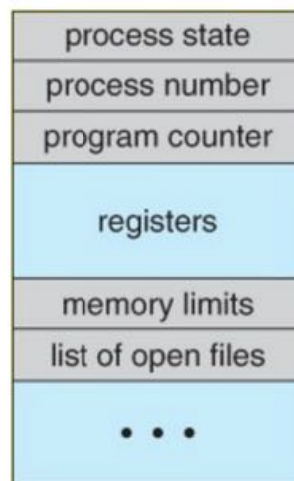 process state
process number
program counter
registers
memory limits
list of open files
• • •